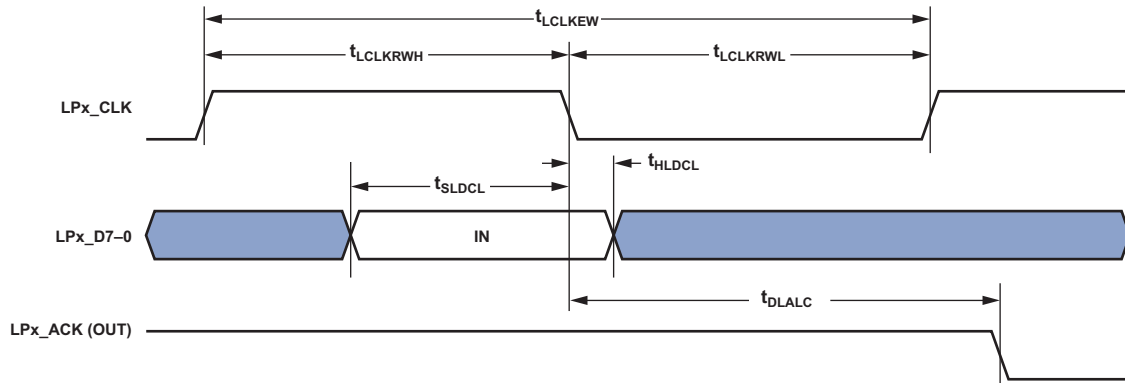 tLCLKEW
tLCLKRWH
tLCLKRWL
LPx_CLK
tHLDCL
tSLDCL
LPx_D7–0
IN
tDLALC
LPx_ACK (OUT)